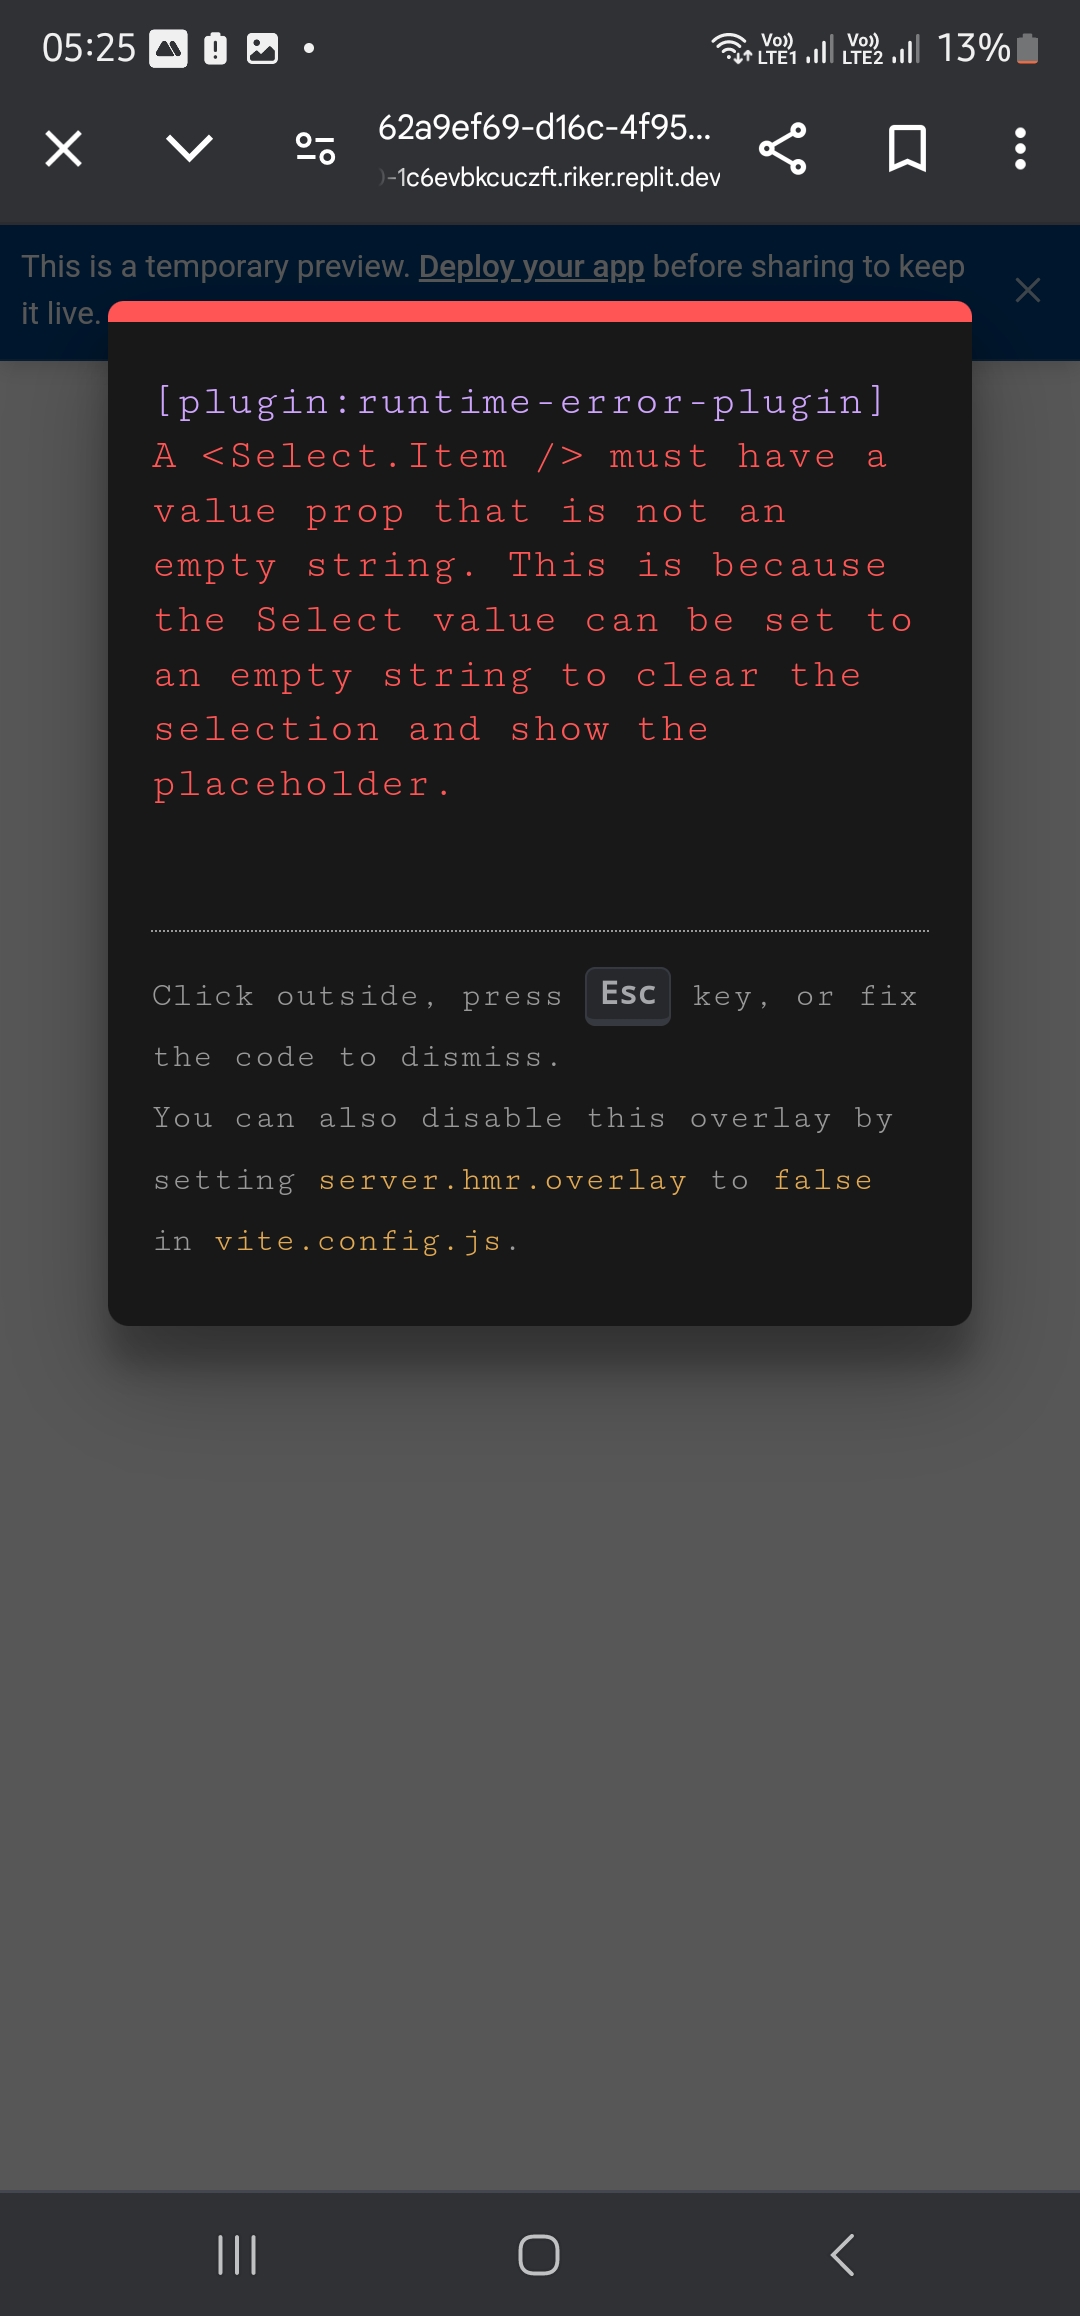 05:25
Vo)) LTE1 Vo)) LTE2 13%
62a9ef69-d16c-4f95...
-1c6evbkcuczft.riker.replit.dev
This is a temporary preview. Deploy your app before sharing to keep
it live.
[plugin:runtime-error-plugin]
A <Select.Item /> must have a
value prop that is not an
empty string. This is because
the Select value can be set to
an empty string to clear the
selection and show the
placeholder.
Click outside, press Esc key, or fix
the code to dismiss.
You can also disable this overlay by
setting server.hmr.overlay to false
in vite.config.js.